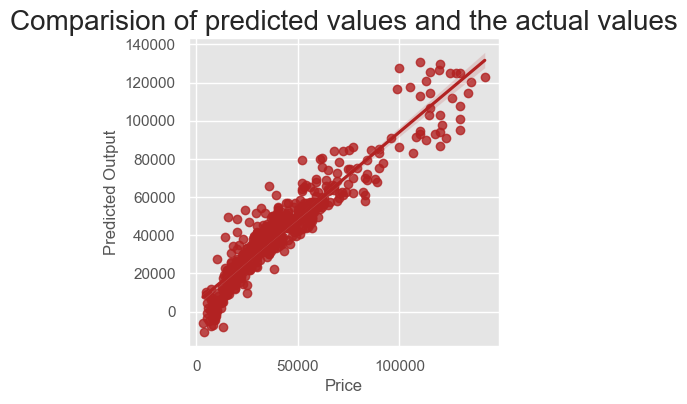 Comparision of predicted values and the actual values
140000
120000
100000
80000
60000
40000
20000
0
Predicted Output
0 50000 100000
Price